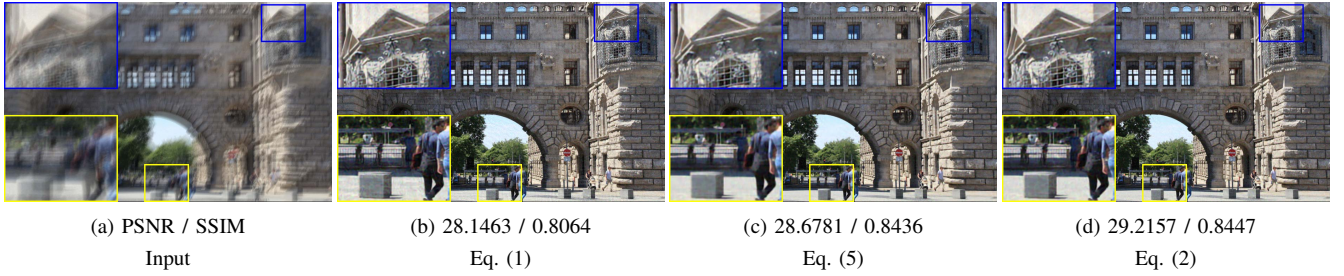 (a) PSNR / SSIM
(b) 28.1463 / 0.8064
(c) 28.6781 / 0.8436
(d) 29.2157 / 0.8447
Input
Eq. (1)
Eq. (5)
Eq. (2)